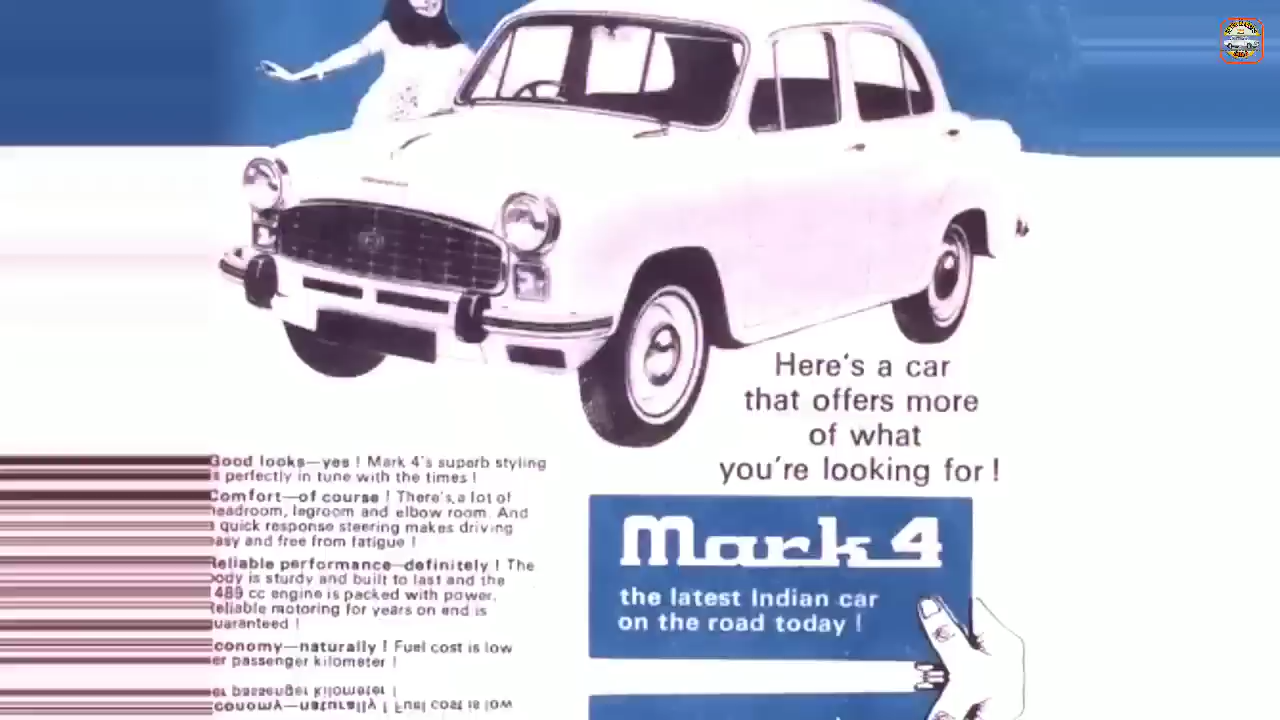 Here's a car
that offers more
of what
you're looking for !
Good looks—yes ! Mark 4's superb styling
is perfectly in tune with the times !
Comfort—of course ! There's a lot of
headroom, legroom and elbow room. And
a quick response steering makes driving
easy and free from fatigue !
Reliable performance—definitely ! The
body is sturdy and built to last and the
1489 cc engine is packed with power.
Reliable motoring for years on end is
guaranteed !
Economy—naturally ! Fuel cost is low
per passenger kilometer !
Mark 4
the latest Indian car
on the road today !